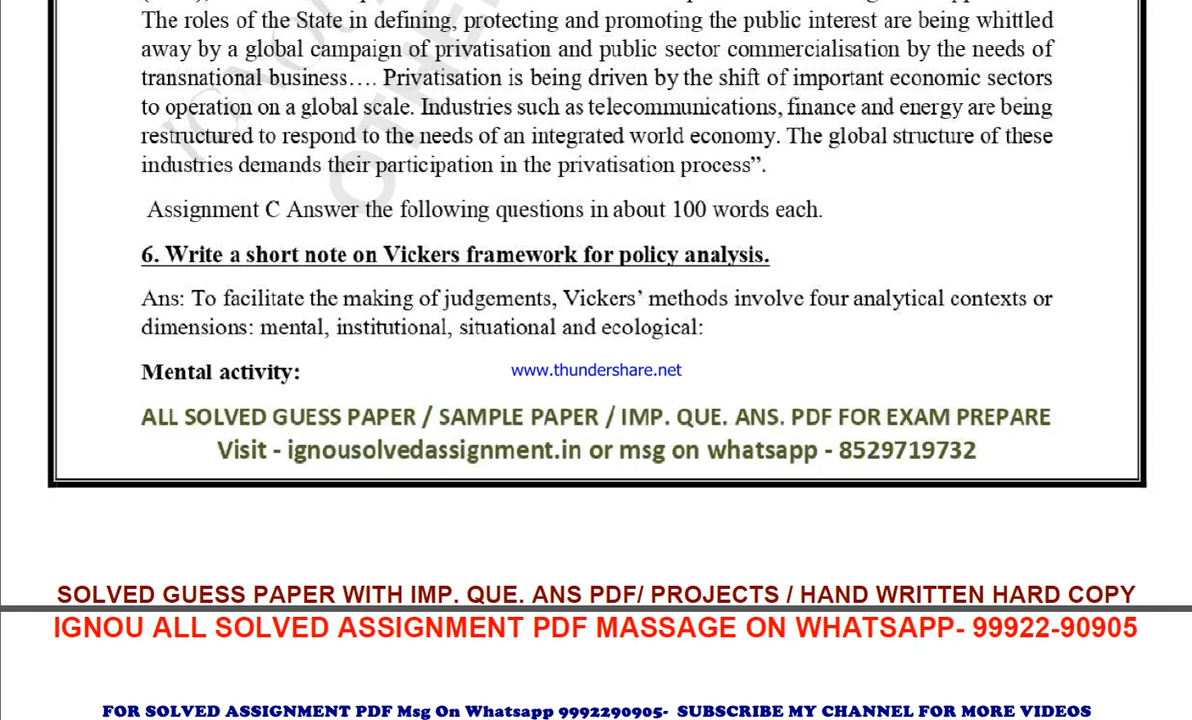 The roles of the State in defining, protecting and promoting the public interest are being whittled
away by a global campaign of privatisation and public sector commercialisation by the needs of
transnational business…. Privatisation is being driven by the shift of important economic sectors
to operation on a global scale. Industries such as telecommunications, finance and energy are being
restructured to respond to the needs of an integrated world economy. The global structure of these
industries demands their participation in the privatisation process”.
Assignment C Answer the following questions in about 100 words each.
6. Write a short note on Vickers framework for policy analysis.
Ans: To facilitate the making of judgements, Vickers’ methods involve four analytical contexts or
dimensions: mental, institutional, situational and ecological:
Mental activity:
www.thundershare.net
ALL SOLVED GUESS PAPER / SAMPLE PAPER / IMP. QUE. ANS. PDF FOR EXAM PREPARE
Visit - ignousolvedassignment.in or msg on whatsapp - 8529719732
SOLVED GUESS PAPER WITH IMP. QUE. ANS PDF/ PROJECTS / HAND WRITTEN HARD COPY
IGNOU ALL SOLVED ASSIGNMENT PDF MASSAGE ON WHATSAPP- 99922-90905
FOR SOLVED ASSIGNMENT PDF Msg On Whatsapp 9992290905- SUBSCRIBE MY CHANNEL FOR MORE VIDEOS